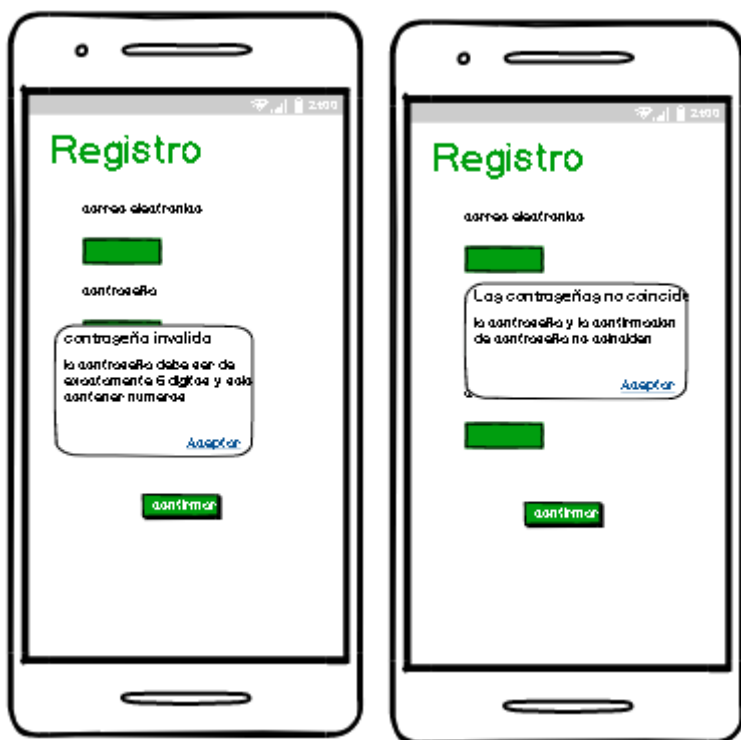 Registro
correo electronico
contraseña
contraseña invalida
la contraseña debe ser de
exactamente 6 digitos y solo
contener numeros
Aceptar
confirmar
Registro
correo electronico
Las contraseñas no coincide
la contraseña y la confirmacion
de contraseña no coinciden
Aceptar
confirmar